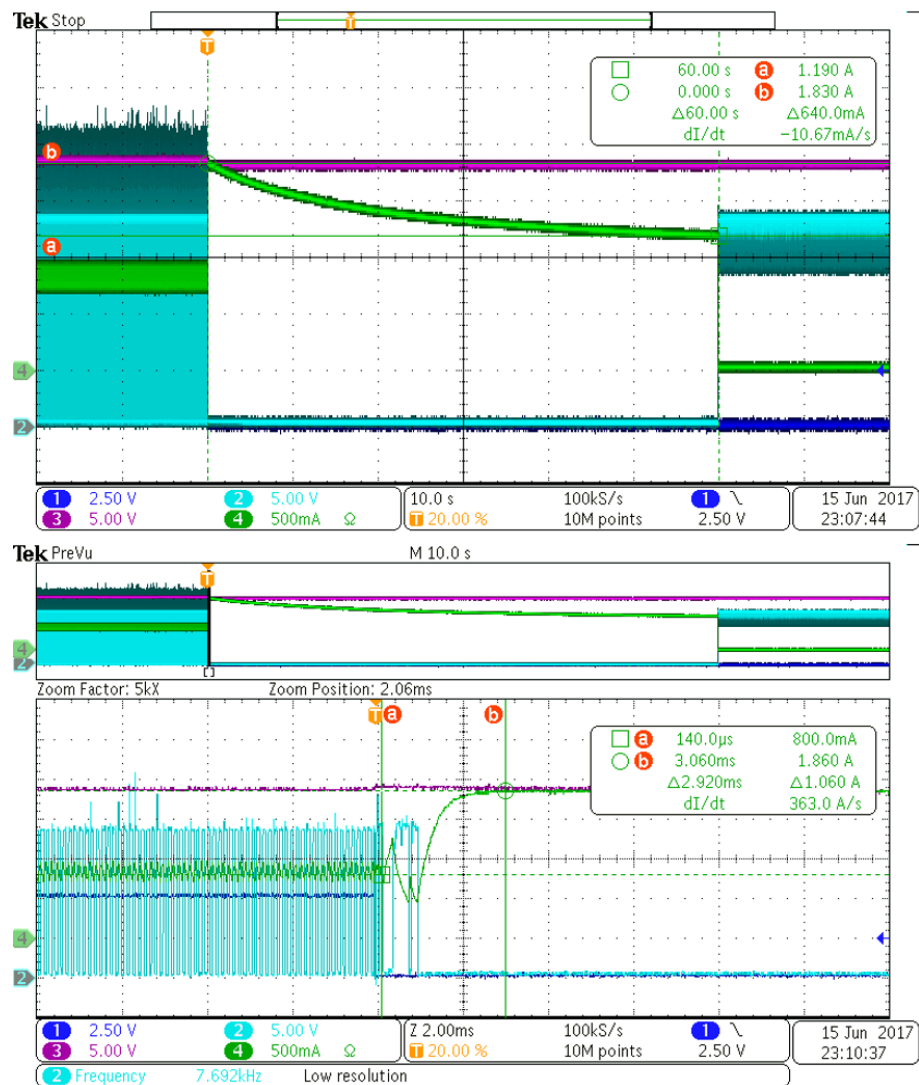 Tek Stop
T
T
60.00 s a 1.190 A
0.000 s b 1.830 A
Δ60.00 s Δ640.0mA
dI/dt −10.67mA/s
b
a
4
2
1 2.50 V 2 5.00 V 10.0 s 100kS/s 1 15 Jun 2017
3 5.00 V 4 500mA Ω T 20.00 % 10M points 2.50 V 23:07:44
Tek PreVu M 10.0 s
T
4
2
Zoom Factor: 5kX Zoom Position: 2.06ms
T a b
a 140.0µs 800.0mA
b 3.060ms 1.860 A
Δ2.920ms Δ1.060 A
dI/dt 363.0 A/s
4
2
1 2.50 V 2 5.00 V Z 2.00ms 100kS/s 1 15 Jun 2017
3 5.00 V 4 500mA Ω T 20.00 % 10M points 2.50 V 23:10:37
2 Frequency 7.692kHz Low resolution